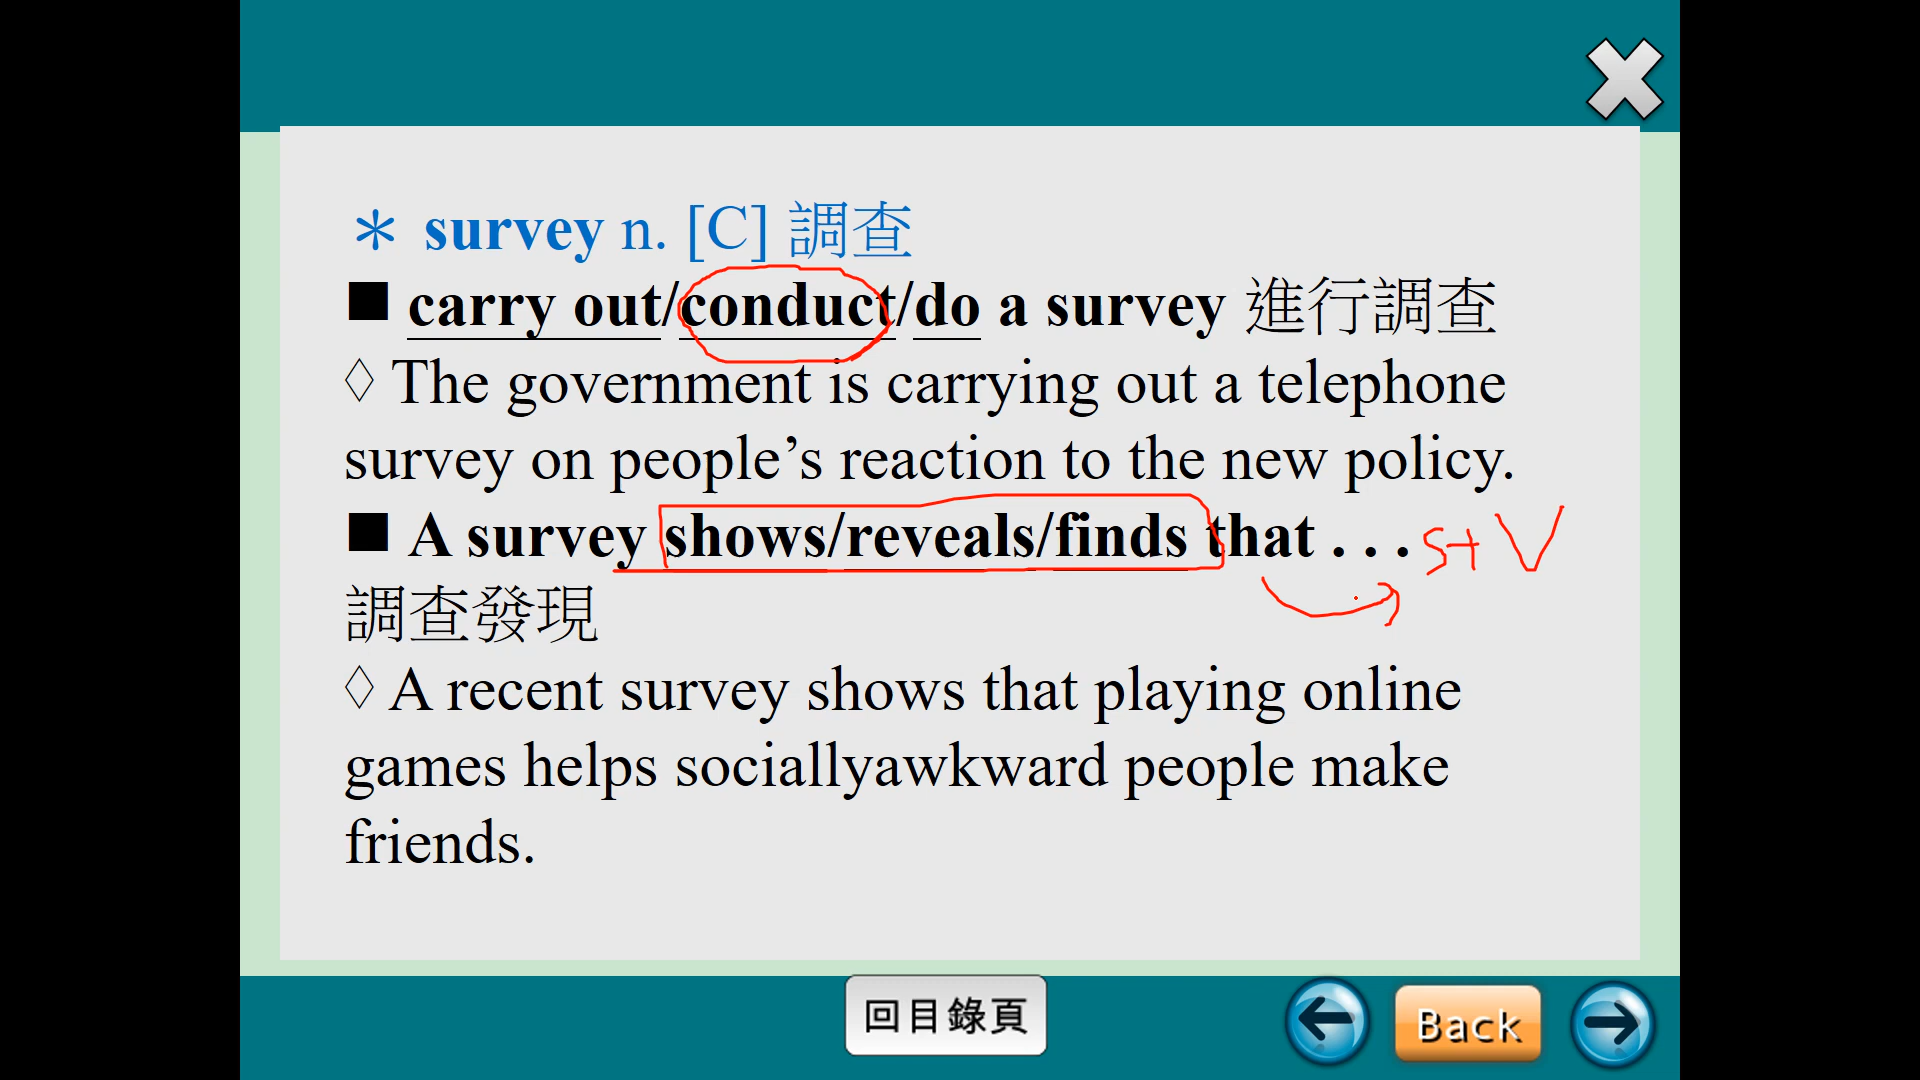 ＊ survey n. [C] 調查
■ carry out/conduct/do a survey 進行調查
◊ The government is carrying out a telephone
survey on people’s reaction to the new policy.
■ A survey shows/reveals/finds that . . . S+V
調查發現
◊ A recent survey shows that playing online
games helps sociallyawkward people make
friends.
回目錄頁
Back